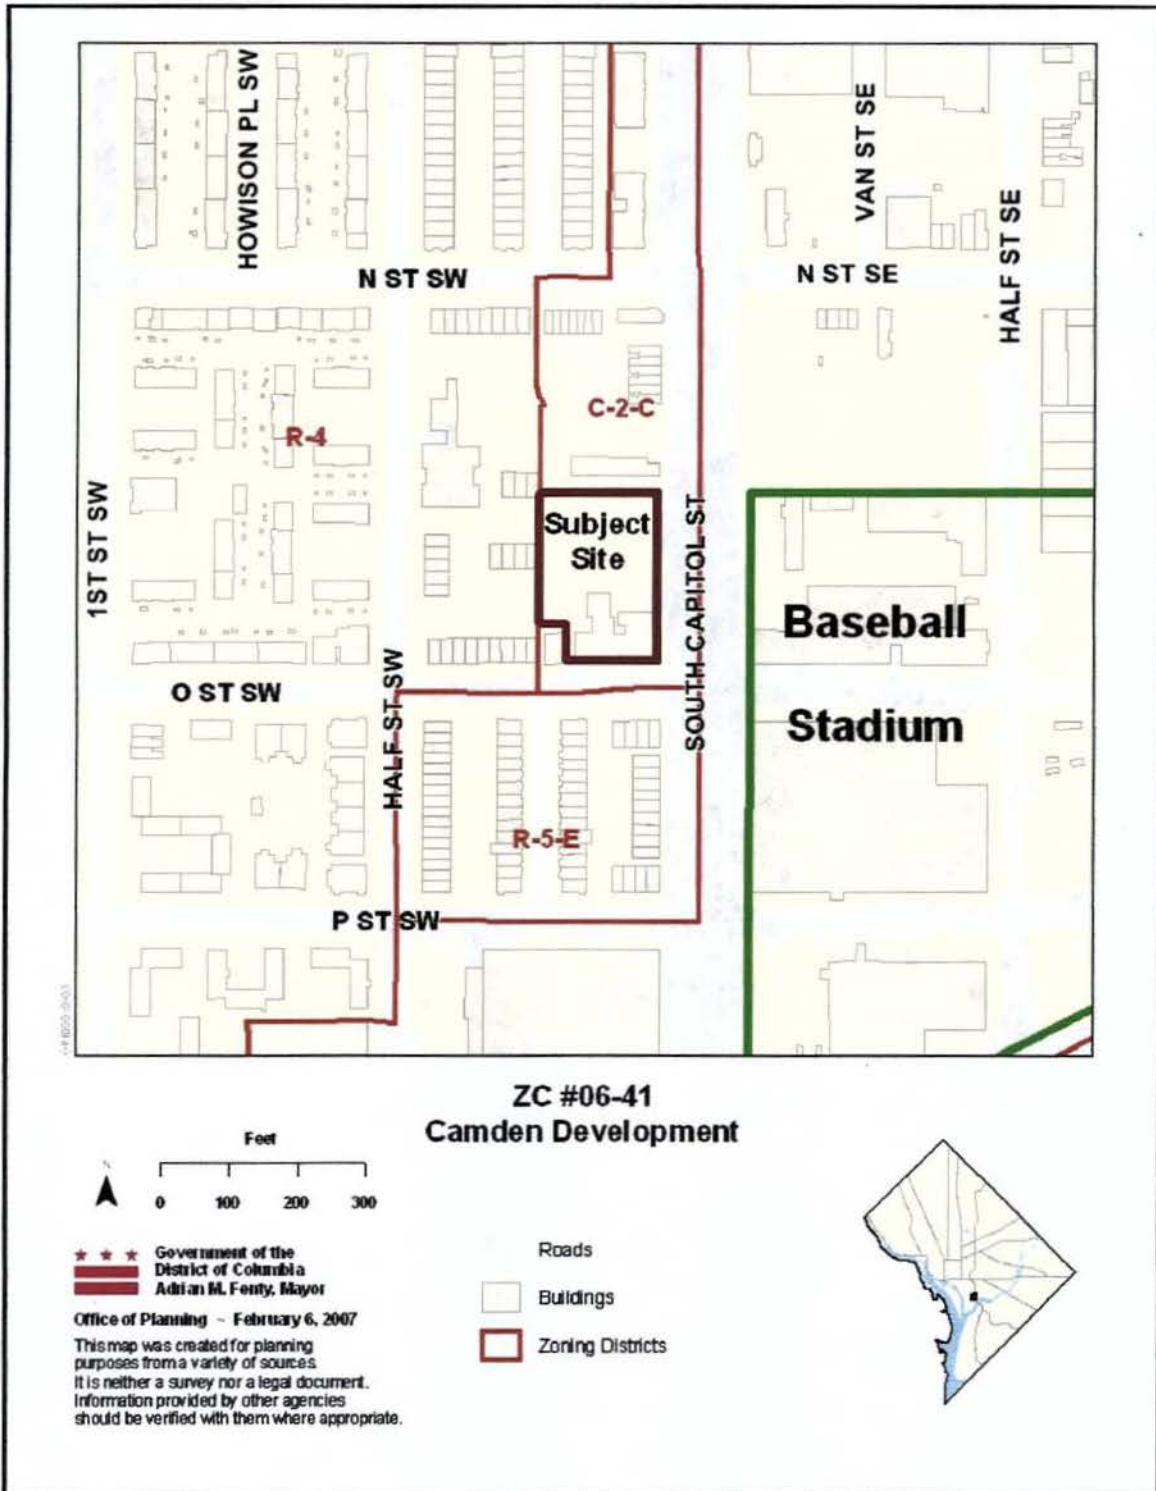 HOWISON PL SW
VAN ST SE
HALF ST SE
N ST SW
N ST SE
C-2-C
R-4
1ST ST SW
Subject
Site
SOUTH CAPITOL ST
Baseball
Stadium
O ST SW
HALF ST SW
R-5-E
P ST SW
ZC #06-41
Camden Development
Feet
0 100 200 300
Government of the
District of Columbia
Adrian M. Fenty, Mayor
Office of Planning ~ February 6, 2007
This map was created for planning
purposes from a variety of sources.
It is neither a survey nor a legal document.
Information provided by other agencies
should be verified with them where appropriate.
Roads
Buildings
Zoning Districts